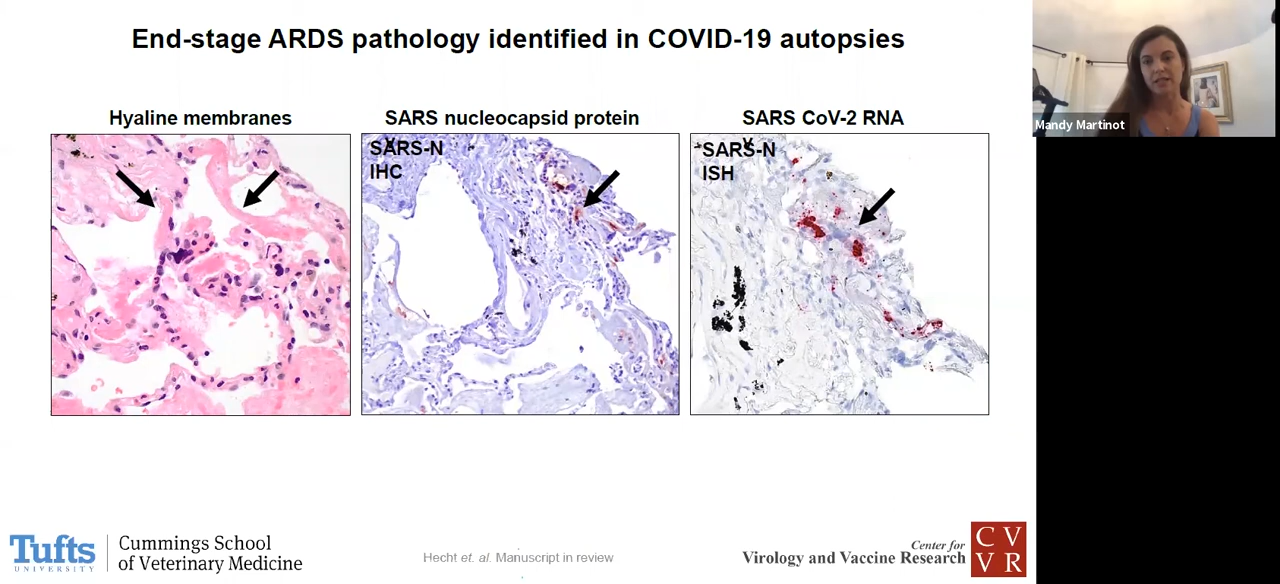 End-stage ARDS pathology identified in COVID-19 autopsies
Hyaline membranes
SARS nucleocapsid protein
SARS CoV-2 RNA
SARS-N
IHC
SARS-N
ISH
Mandy Martinot
Tufts
UNIVERSITY
Cummings School
of Veterinary Medicine
Hecht et. al. Manuscript in review
Center for
Virology and Vaccine Research
C V
V R